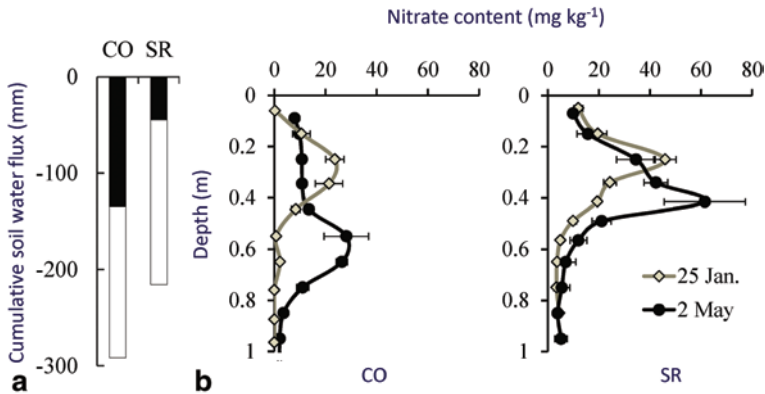 Nitrate content (mg kg-1)
CO SR
0
-100
-200
-300
Cumulative soil water flux (mm)
a
0 20 40 60 80
0
0.2
0.4
0.6
0.8
1
Depth (m)
b
CO
0 20 40 60 80
0
0.2
0.4
0.6
0.8
1
25 Jan.
2 May
SR